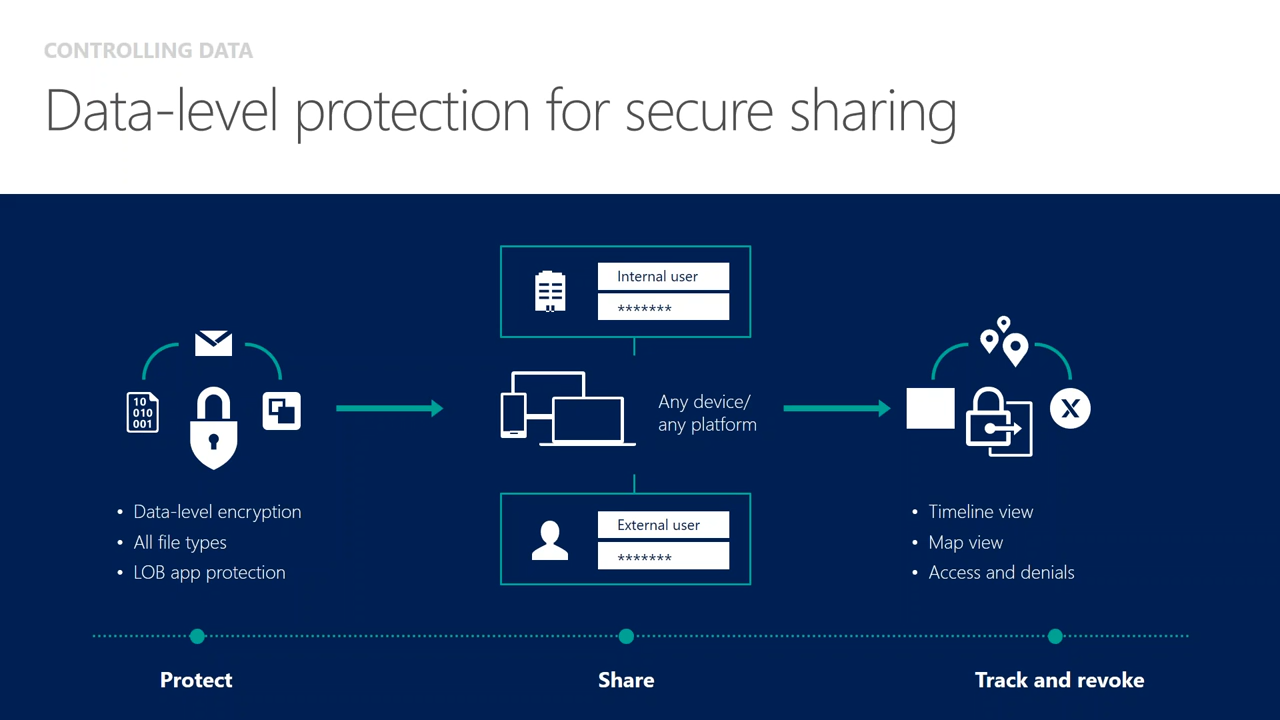 CONTROLLING DATA
Data-level protection for secure sharing
Internal user
*******
10
010
001
Any device/
any platform
X
• Data-level encryption
• All file types
• LOB app protection
External user
*******
• Timeline view
• Map view
• Access and denials
Protect
Share
Track and revoke